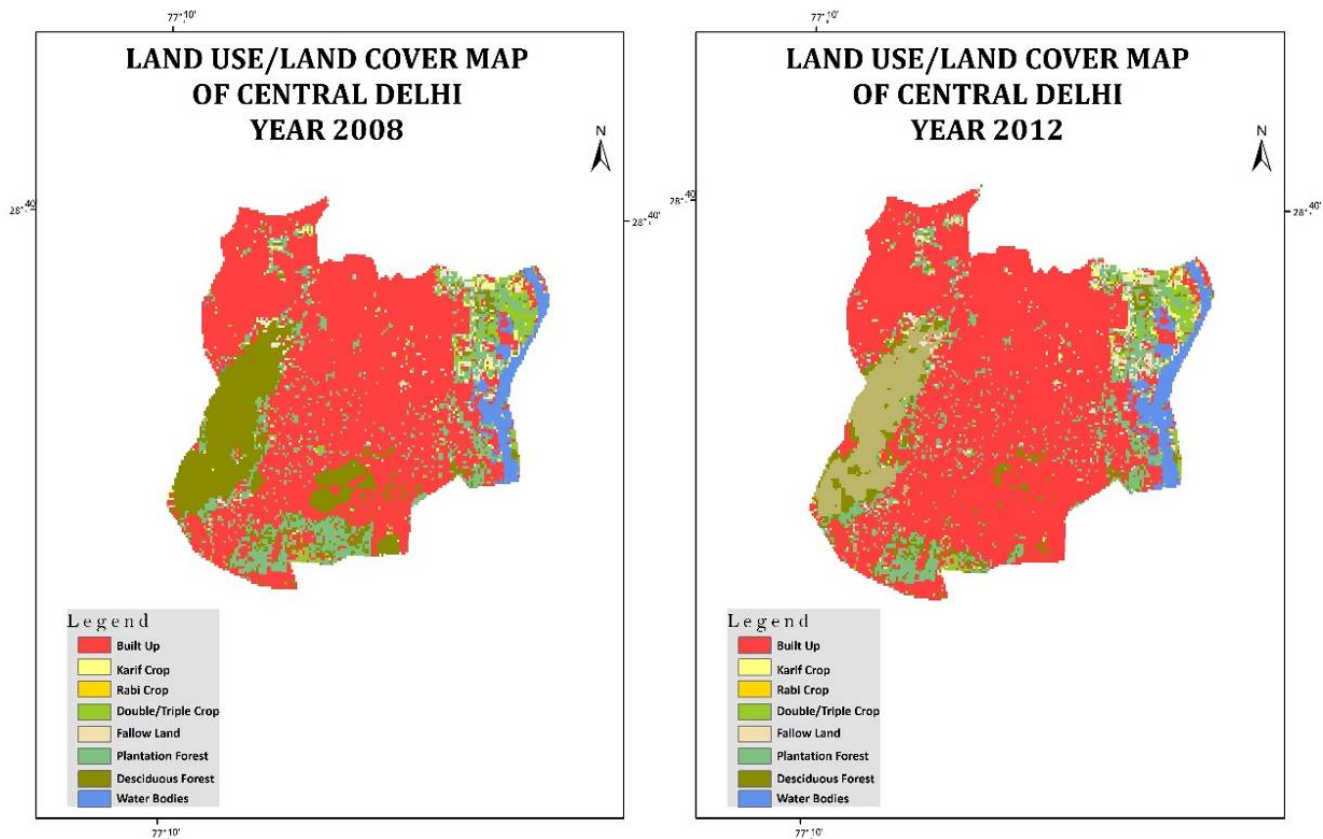 77°10'
LAND USE/LAND COVER MAP
OF CENTRAL DELHI
YEAR 2008
N
28°.40'
28°.40'
Legend
Built Up
Karif Crop
Rabi Crop
Double/Triple Crop
Fallow Land
Plantation Forest
Desciduous Forest
Water Bodies
77°10'
77°10'
LAND USE/LAND COVER MAP
OF CENTRAL DELHI
YEAR 2012
N
28°.40'
28°.40'
Legend
Built Up
Karif Crop
Rabi Crop
Double/Triple Crop
Fallow Land
Plantation Forest
Desciduous Forest
Water Bodies
77°10'